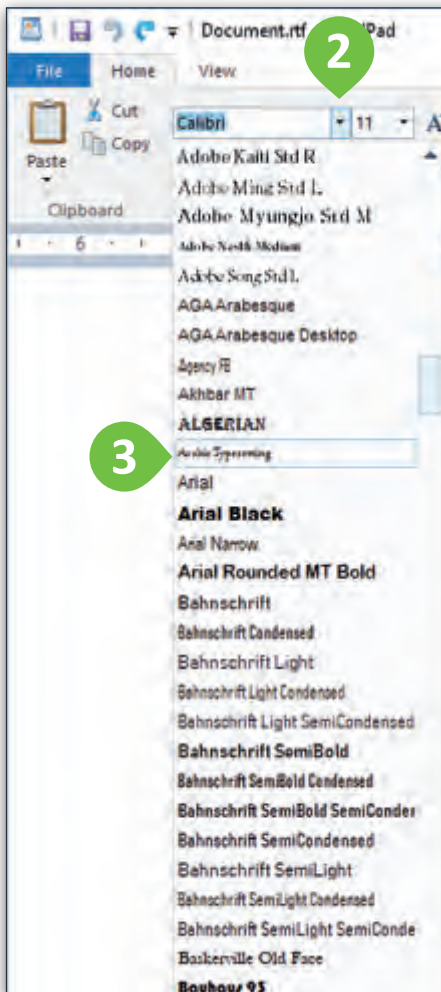 Document.rtf Pad
2
File Home View
Cut
Copy
Paste
Clipboard
Calibri 11 A
6
Adobe Kaiti Std R
Adobe Ming Std L
Adobe Myungjo Std M
Adobe Naskh Medium
Adobe Song Std L
AGA Arabesque
AGA Arabesque Desktop
Agency FB
Akhbar MT
ALGERIAN
3
Arabic Typesetting
Arial
Arial Black
Arial Narrow
Arial Rounded MT Bold
Bahnschrift
Bahnschrift Condensed
Bahnschrift Light
Bahnschrift Light Condensed
Bahnschrift Light SemiCondensed
Bahnschrift SemiBold
Bahnschrift SemiBold Condensed
Bahnschrift SemiBold SemiConder
Bahnschrift SemiCondensed
Bahnschrift SemiLight
Bahnschrift SemiLight Condensed
Bahnschrift SemiLight SemiConde
Baskerville Old Face
Bauhaus 93